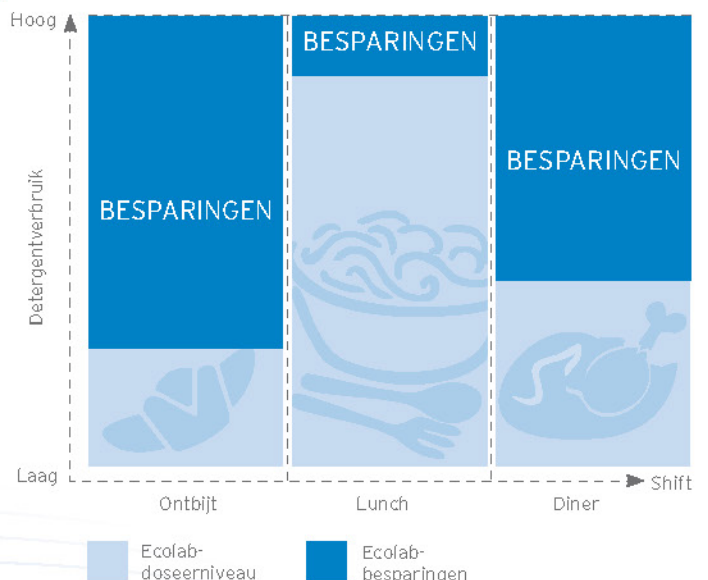 Hoog
BESPARINGEN
BESPARINGEN
BESPARINGEN
Detergentverbruik
Laag
Shift
Ontbijt
Lunch
Diner
Ecolab-
doseerniveau
Ecolab-
besparingen